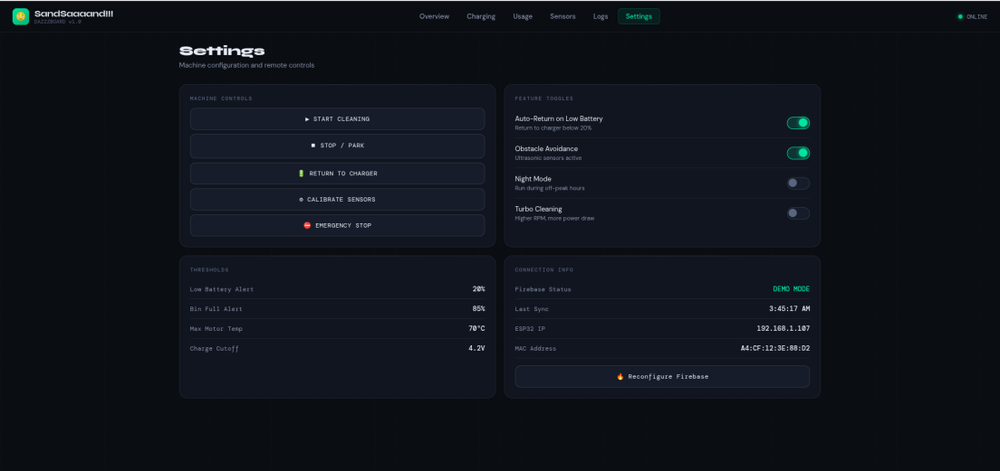 SandSaaaand!!!
DAZZZBOARD v1.0
Overview
Charging
Usage
Sensors
Logs
Settings
ONLINE
Settings
Machine configuration and remote controls
MACHINE CONTROLS
▶ START CLEANING
■ STOP / PARK
🔋 RETURN TO CHARGER
⚙ CALIBRATE SENSORS
⛔ EMERGENCY STOP
FEATURE TOGGLES
Auto-Return on Low Battery
Return to charger below 20%
Obstacle Avoidance
Ultrasonic sensors active
Night Mode
Run during off-peak hours
Turbo Cleaning
Higher RPM, more power draw
THRESHOLDS
Low Battery Alert 20%
Bin Full Alert 85%
Max Motor Temp 70°C
Charge Cutoff 4.2V
CONNECTION INFO
Firebase Status DEMO MODE
Last Sync 3:45:17 AM
ESP32 IP 192.168.1.107
MAC Address A4:CF:12:3E:88:D2
🔥 Reconfigure Firebase